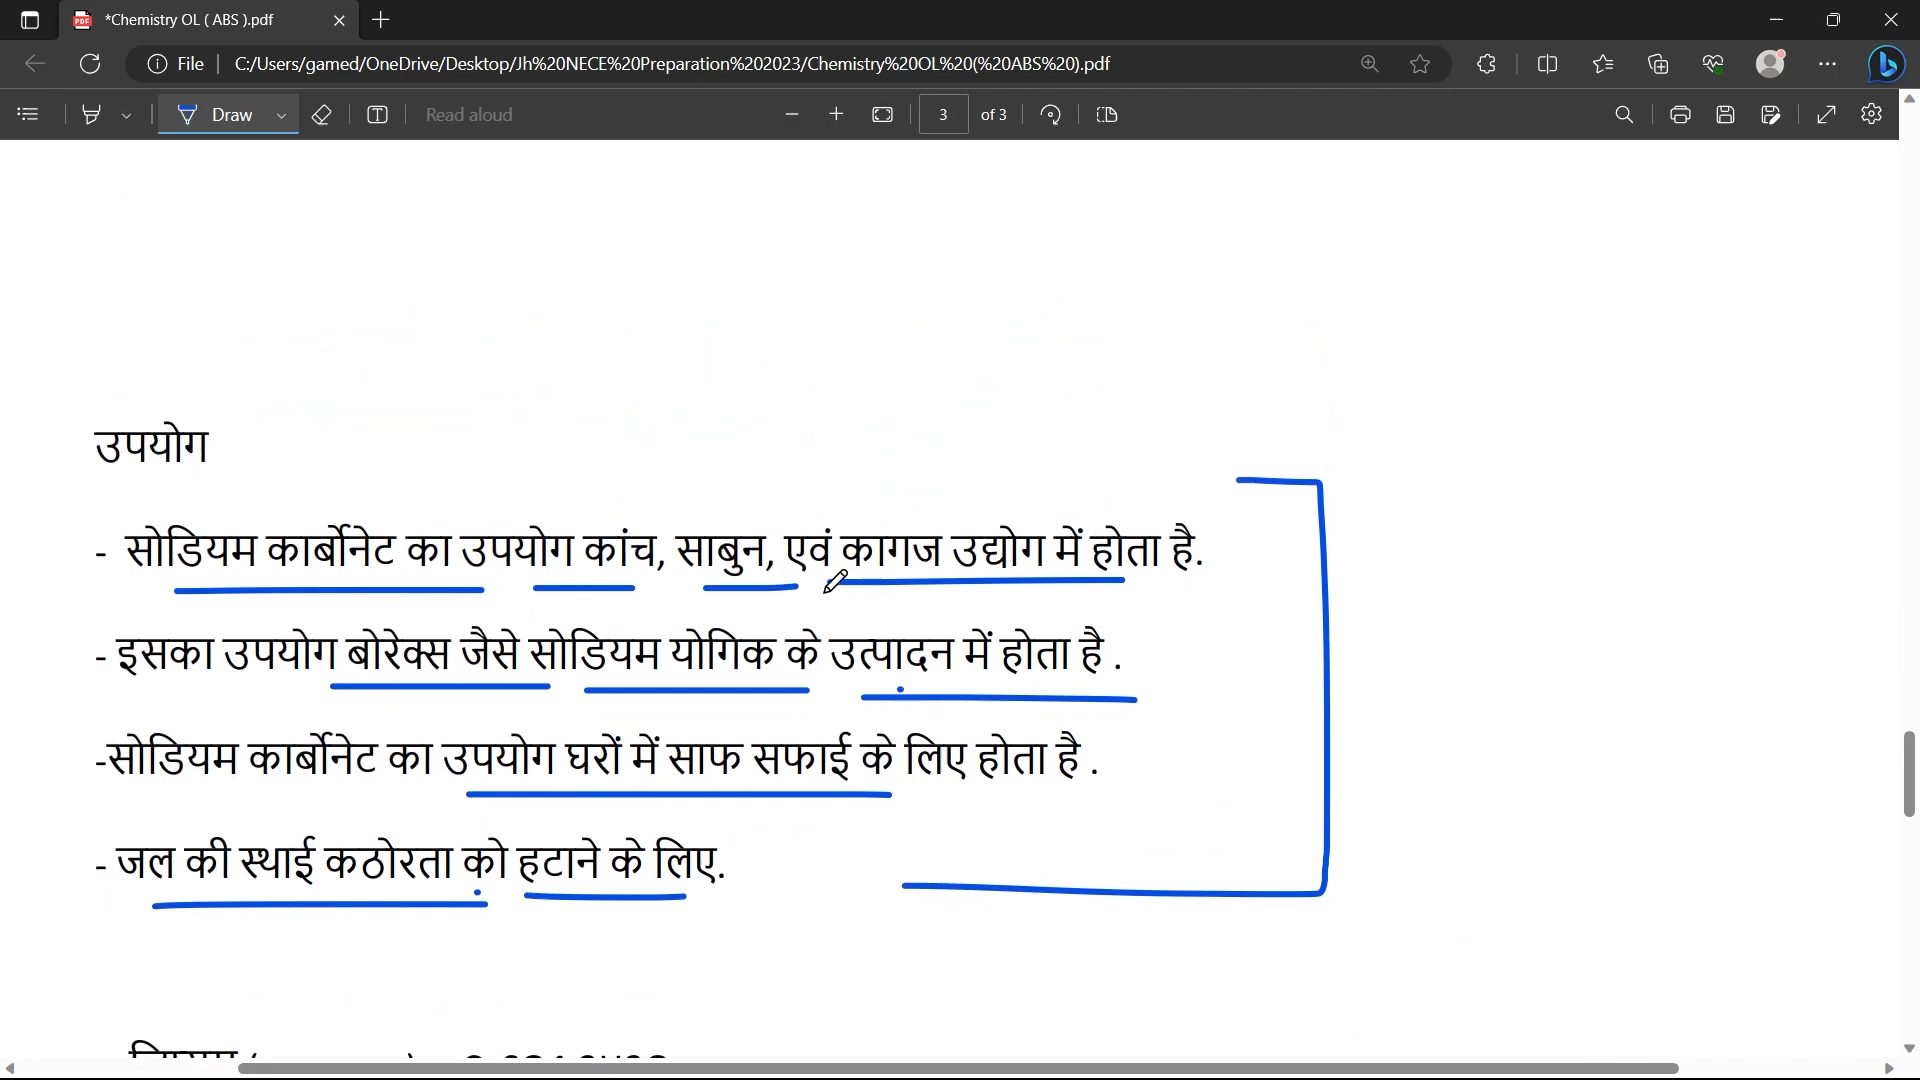 *Chemistry OL ( ABS ).pdf
File C:/Users/gamed/OneDrive/Desktop/Jh%20NECE%20Preparation%202023/Chemistry%20OL%20(%20ABS%20).pdf
Draw Read aloud 3 of 3
उपयोग
- सोडियम कार्बोनेट का उपयोग कांच, साबुन, एवं कागज उद्योग में होता है.
- इसका उपयोग बोरेक्स जैसे सोडियम योगिक के उत्पादन में होता है .
-सोडियम कार्बोनेट का उपयोग घरों में साफ सफाई के लिए होता है .
- जल की स्थाई कठोरता को हटाने के लिए.